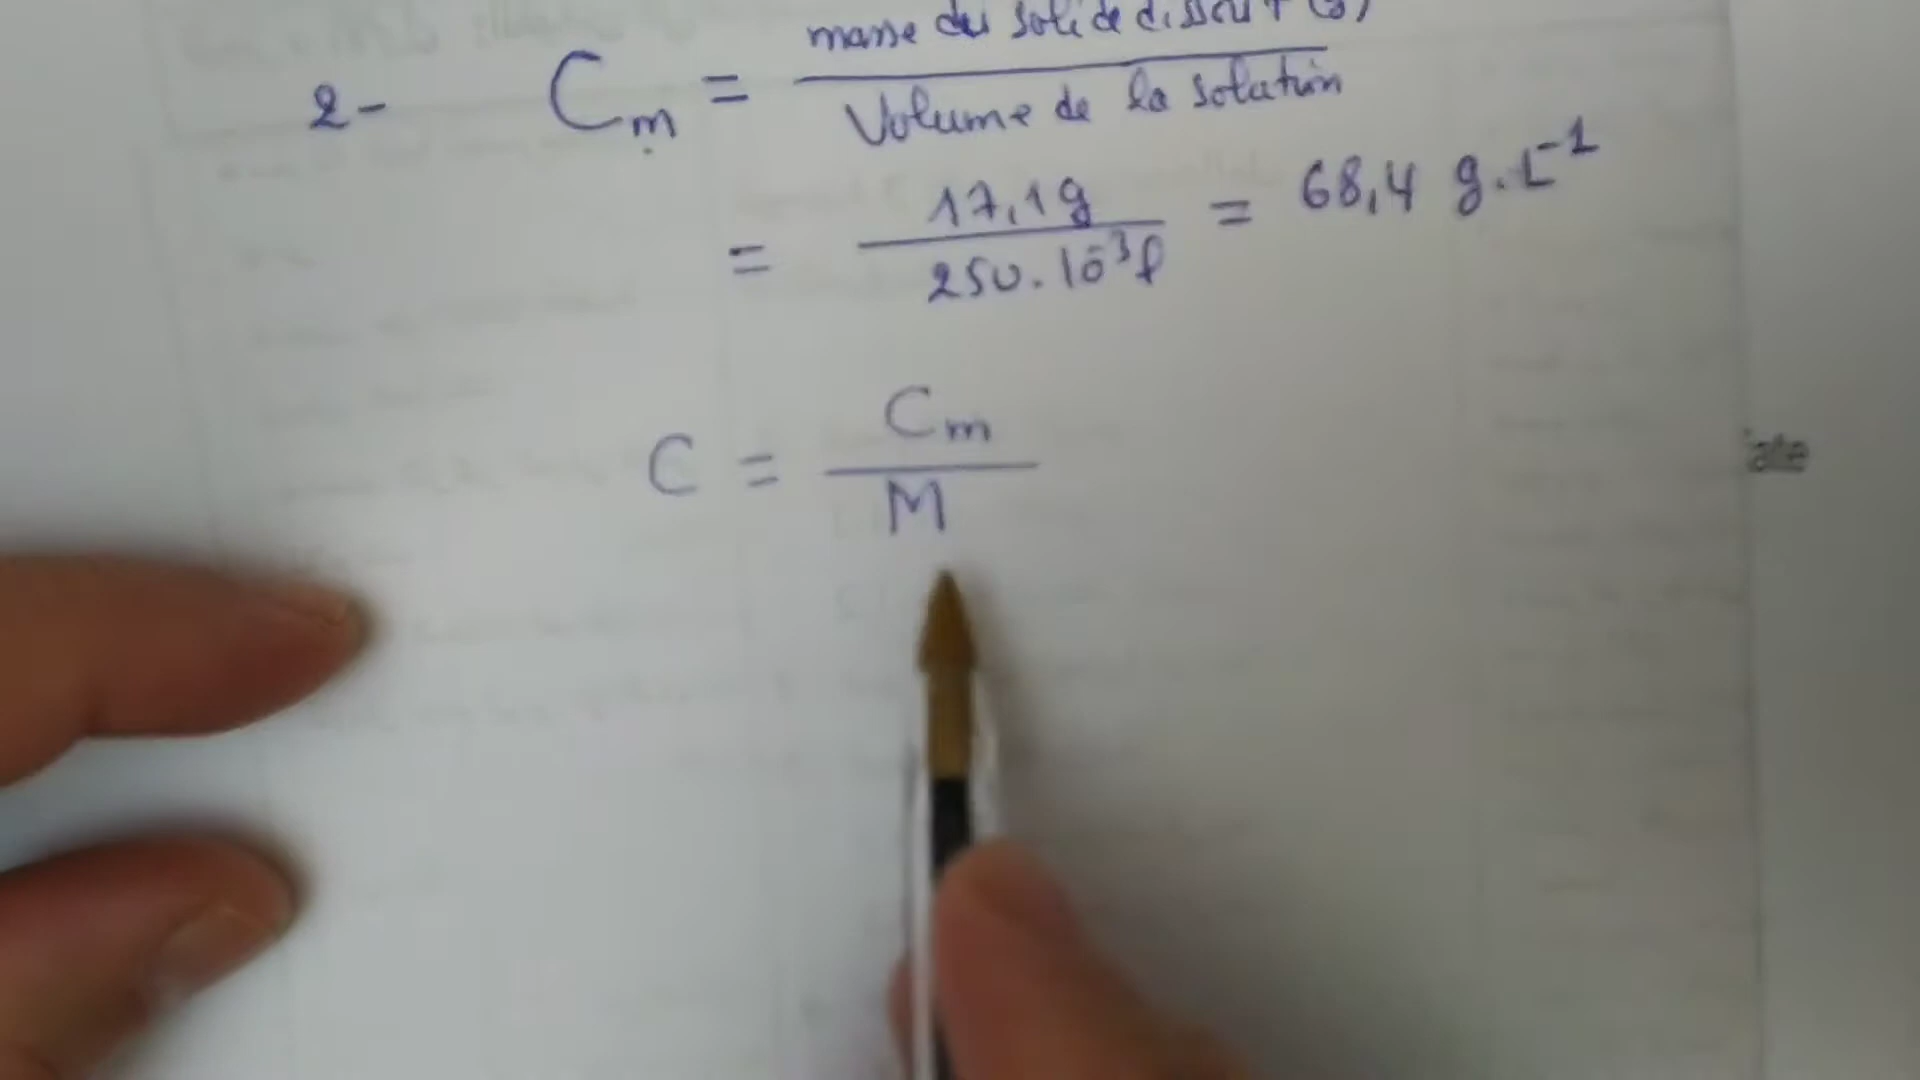 masse du solide dissout (s)
2- Cm = Volume de la solution
= 17,1g / 250.10⁻³l = 68,4 g.L⁻¹
C = Cm / M